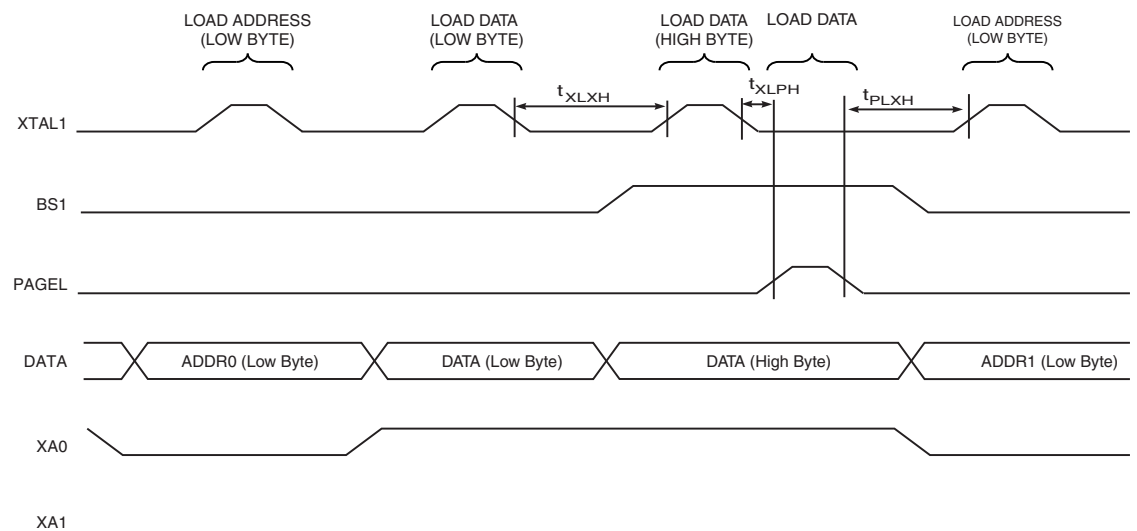 LOAD ADDRESS
(LOW BYTE)
LOAD DATA
(LOW BYTE)
LOAD DATA
(HIGH BYTE)
LOAD DATA
LOAD ADDRESS
(LOW BYTE)
XTAL1
tXLXH
tXLPH
tPLXH
BS1
PAGEL
DATA
ADDR0 (Low Byte)
DATA (Low Byte)
DATA (High Byte)
ADDR1 (Low Byte)
XA0
XA1